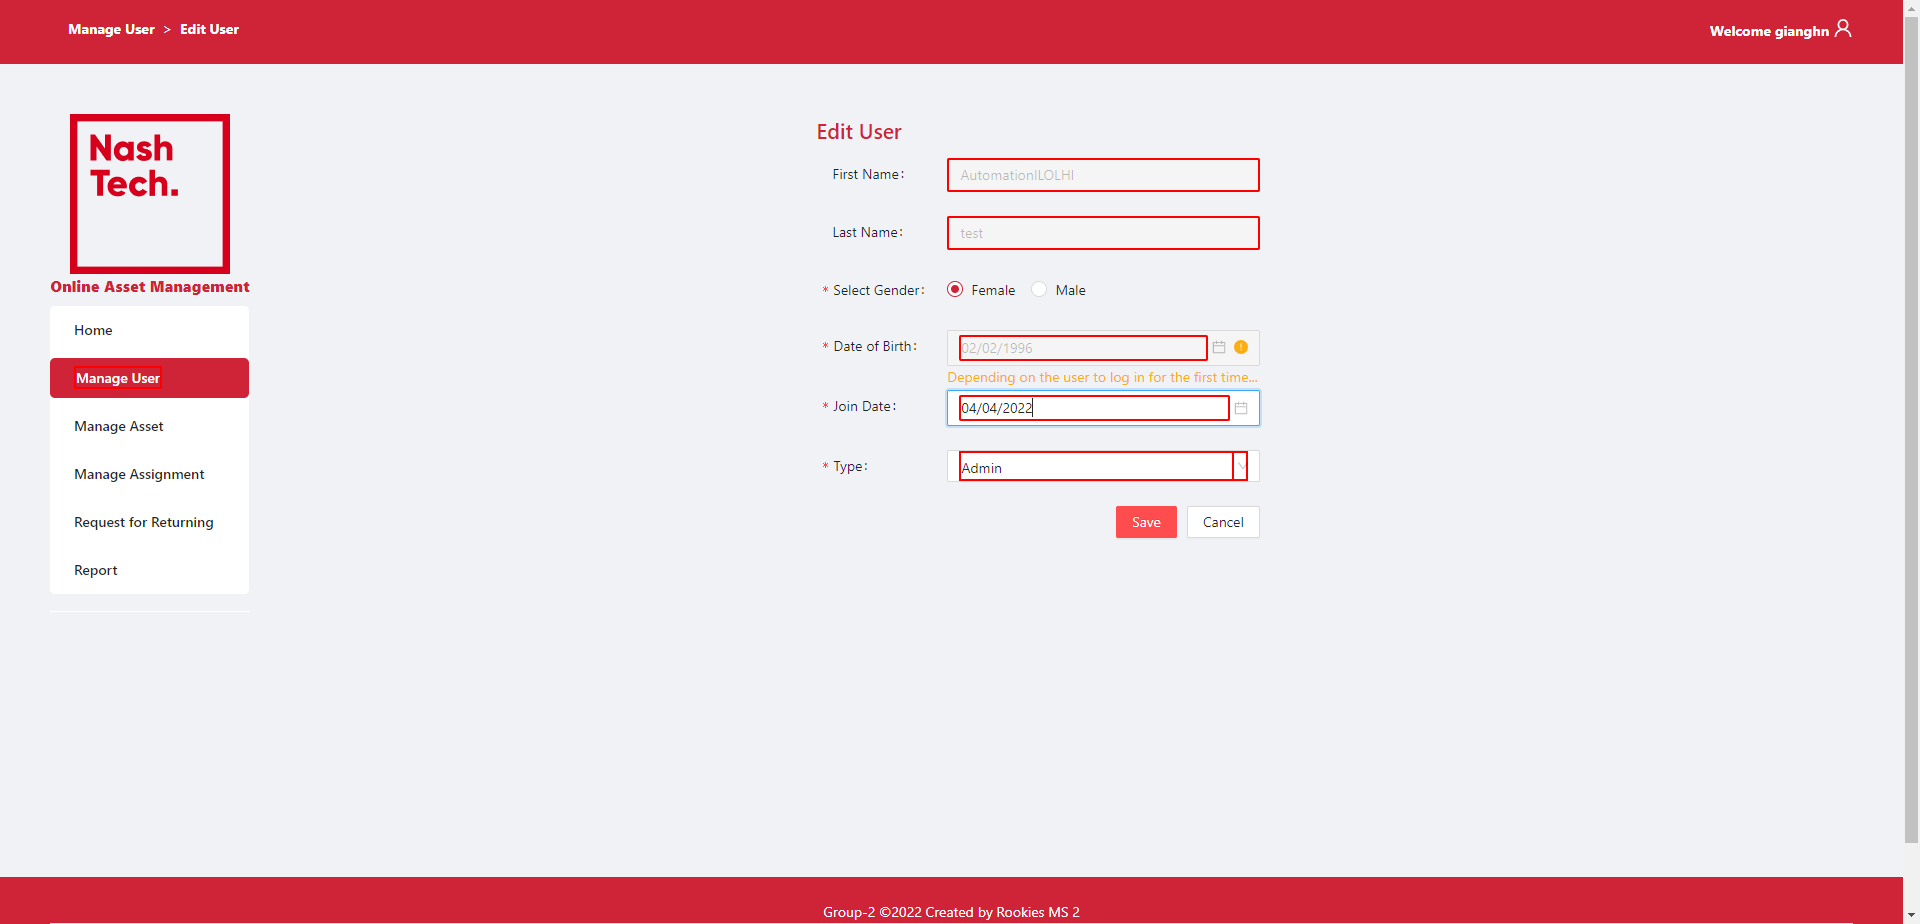 Manage User > Edit User
Welcome gianghn
Nash
Tech.
Online Asset Management
Home
Manage User
Manage Asset
Manage Assignment
Request for Returning
Report
Edit User
First Name:
AutomationILOLHI
Last Name:
test
* Select Gender:
Female
Male
* Date of Birth:
02/02/1996
Depending on the user to log in for the first time...
* Join Date:
04/04/2022
* Type:
Admin
Save
Cancel
Group-2 ©2022 Created by Rookies MS 2